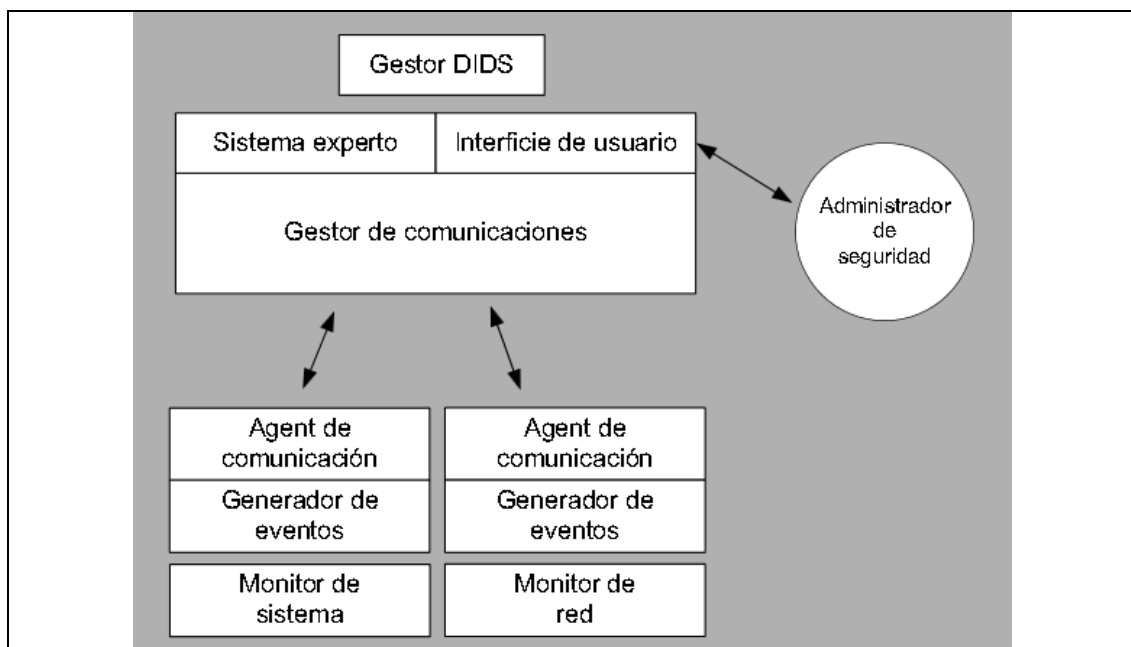 Gestor DIDS
Sistema experto
Interficie de usuario
Gestor de comunicaciones
Administrador
de
seguridad
Agent de
comunicación
Generador de
eventos
Monitor de
sistema
Agent de
comunicación
Generador de
eventos
Monitor de
red